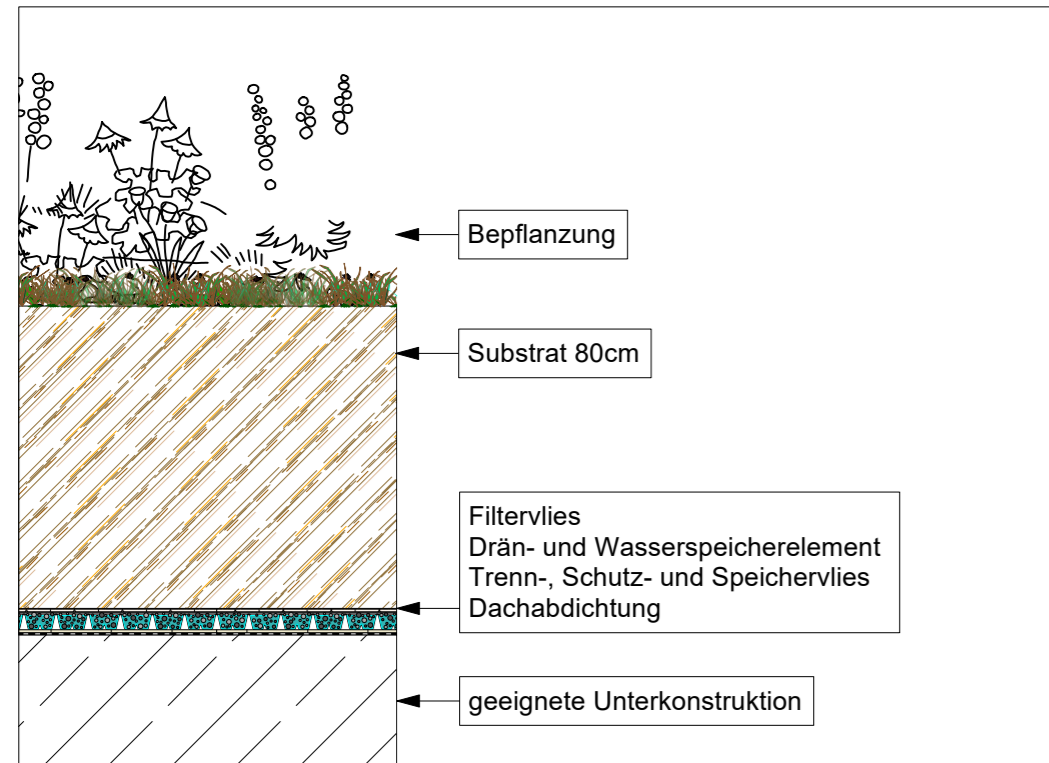 Bepflanzung
Substrat 80cm
Filtervlies
Drän- und Wasserspeicherelement
Trenn-, Schutz- und Speichervlies
Dachabdichtung
geeignete Unterkonstruktion